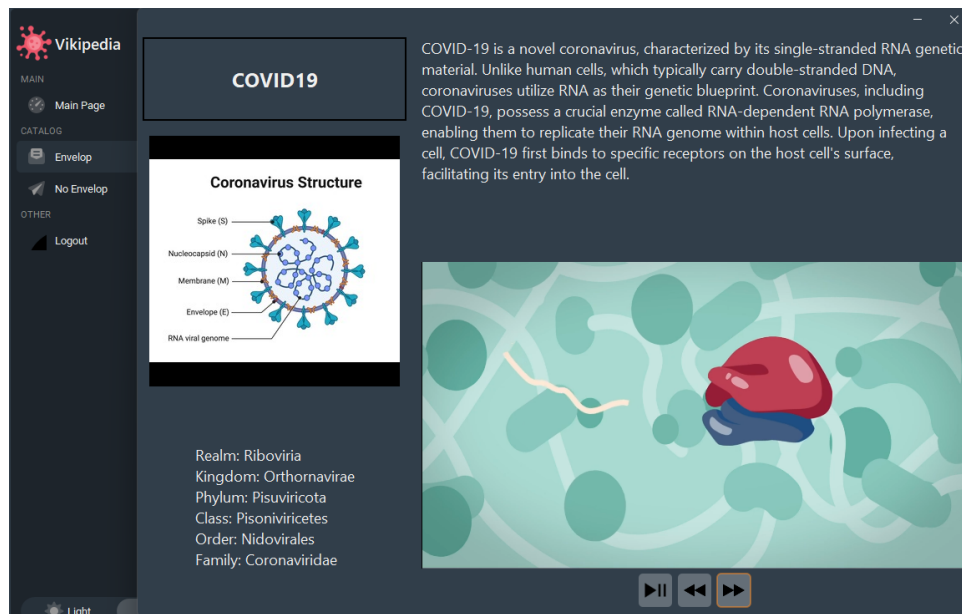 Vikipedia
MAIN
Main Page
CATALOG
Envelop
No Envelop
OTHER
Logout
Light
COVID19
Coronavirus Structure
Spike (S)
Nucleocapsid (N)
Membrane (M)
Envelope (E)
RNA viral genome
Realm: Riboviria
Kingdom: Orthornavirae
Phylum: Pisuviricota
Class: Pisoniviricetes
Order: Nidovirales
Family: Coronaviridae
COVID-19 is a novel coronavirus, characterized by its single-stranded RNA genetic
material. Unlike human cells, which typically carry double-stranded DNA,
coronaviruses utilize RNA as their genetic blueprint. Coronaviruses, including
COVID-19, possess a crucial enzyme called RNA-dependent RNA polymerase,
enabling them to replicate their RNA genome within host cells. Upon infecting a
cell, COVID-19 first binds to specific receptors on the host cell's surface,
facilitating its entry into the cell.